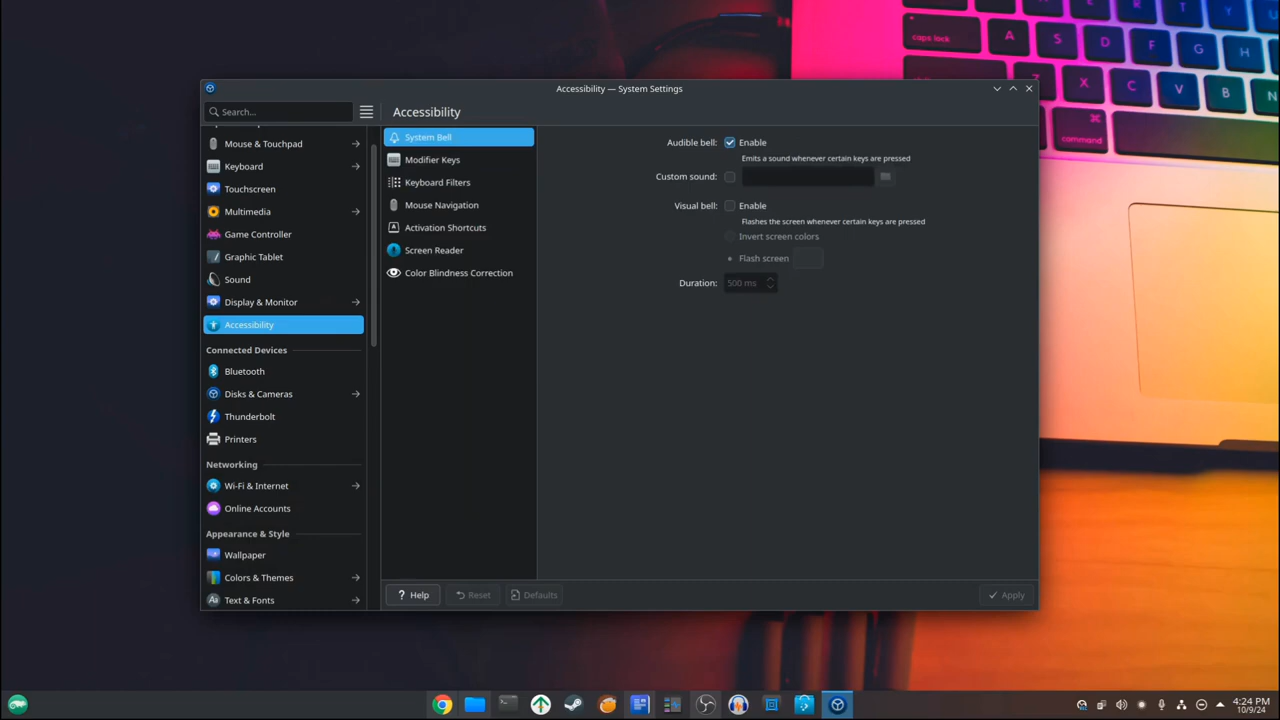 Accessibility — System Settings
Search...
Accessibility
Mouse & Touchpad
Keyboard
Touchscreen
Multimedia
Game Controller
Graphic Tablet
Sound
Display & Monitor
Accessibility
Connected Devices
Bluetooth
Disks & Cameras
Thunderbolt
Printers
Networking
Wi-Fi & Internet
Online Accounts
Appearance & Style
Wallpaper
Colors & Themes
Aa Text & Fonts
System Bell
Modifier Keys
Keyboard Filters
Mouse Navigation
Activation Shortcuts
Screen Reader
Color Blindness Correction
Audible bell: Enable
Emits a sound whenever certain keys are pressed
Custom sound:
Visual bell: Enable
Flashes the screen whenever certain keys are pressed
Invert screen colors
Flash screen
Duration: 500 ms
? Help
Reset
Defaults
Apply
caps lock
A S D F G H
Z X C V B N
⌘
command
4:24 PM
10/9/24